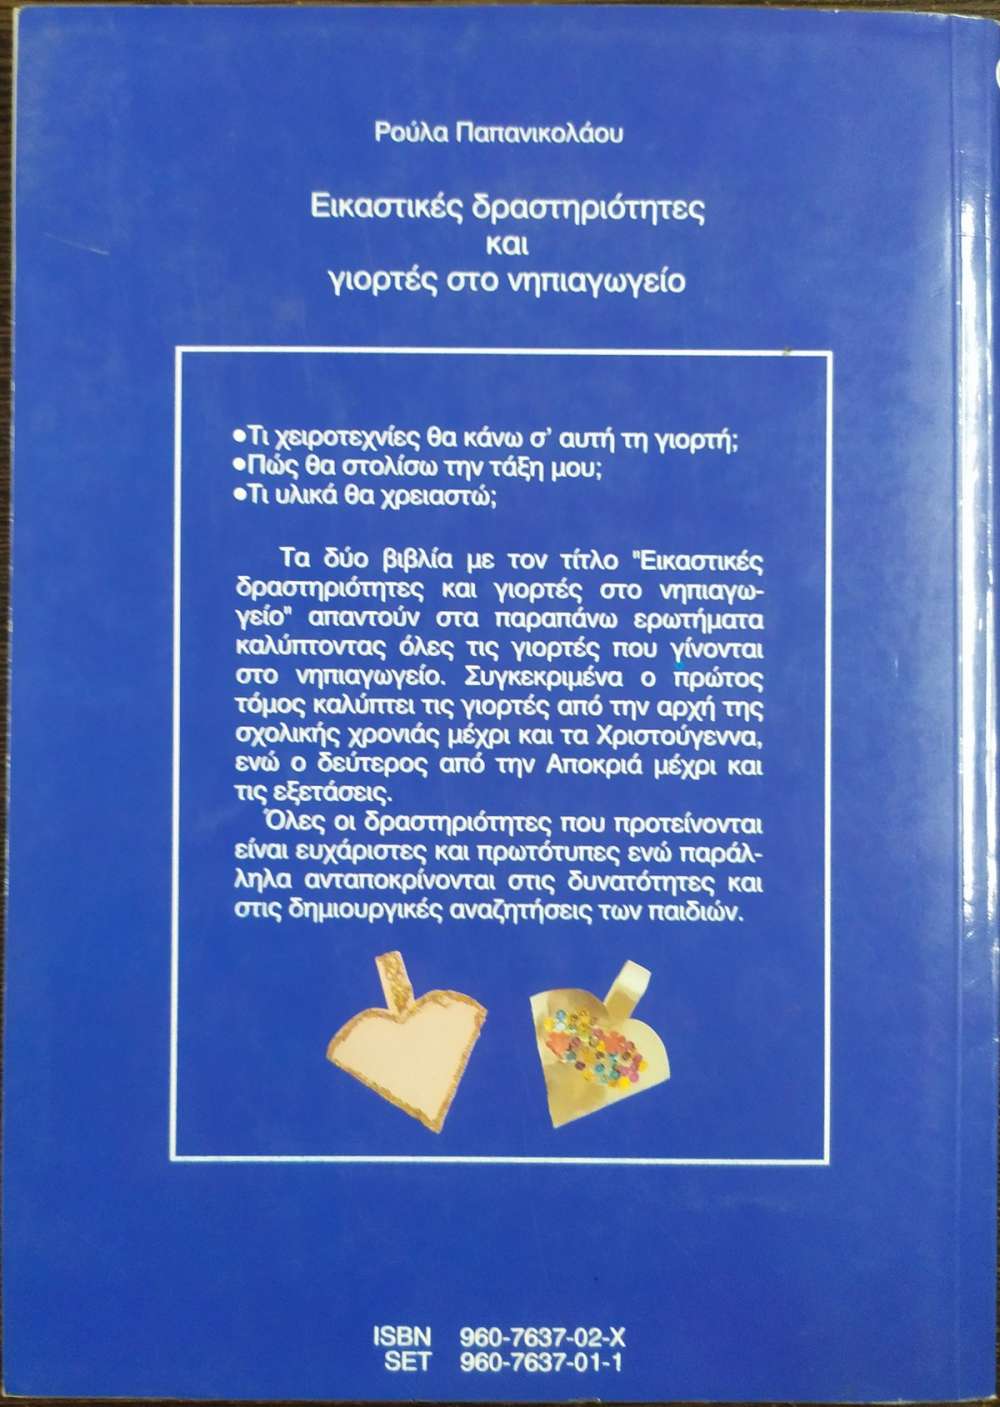 Ρούλα Παπανικολάου
Εικαστικές δραστηριότητες
και
γιορτές στο νηπιαγωγείο
●Τι χειροτεχνίες θα κάνω σ' αυτή τη γιορτή;
●Πώς θα στολίσω την τάξη μου;
●Τι υλικά θα χρειαστώ;
Τα δύο βιβλία με τον τίτλο "Εικαστικές
δραστηριότητες και γιορτές στο νηπιαγω-
γείο" απαντούν στα παραπάνω ερωτήματα
καλύπτοντας όλες τις γιορτές που γίνονται
στο νηπιαγωγείο. Συγκεκριμένα ο πρώτος
τόμος καλύπτει τις γιορτές από την αρχή της
σχολικής χρονιάς μέχρι και τα Χριστούγεννα,
ενώ ο δεύτερος από την Αποκριά μέχρι και
τις εξετάσεις.
Όλες οι δραστηριότητες που προτείνονται
είναι ευχάριστες και πρωτότυπες ενώ παράλ-
ληλα ανταποκρίνονται στις δυνατότητες και
στις δημιουργικές αναζητήσεις των παιδιών.
ISBN 960-7637-02-X
SET 960-7637-01-1